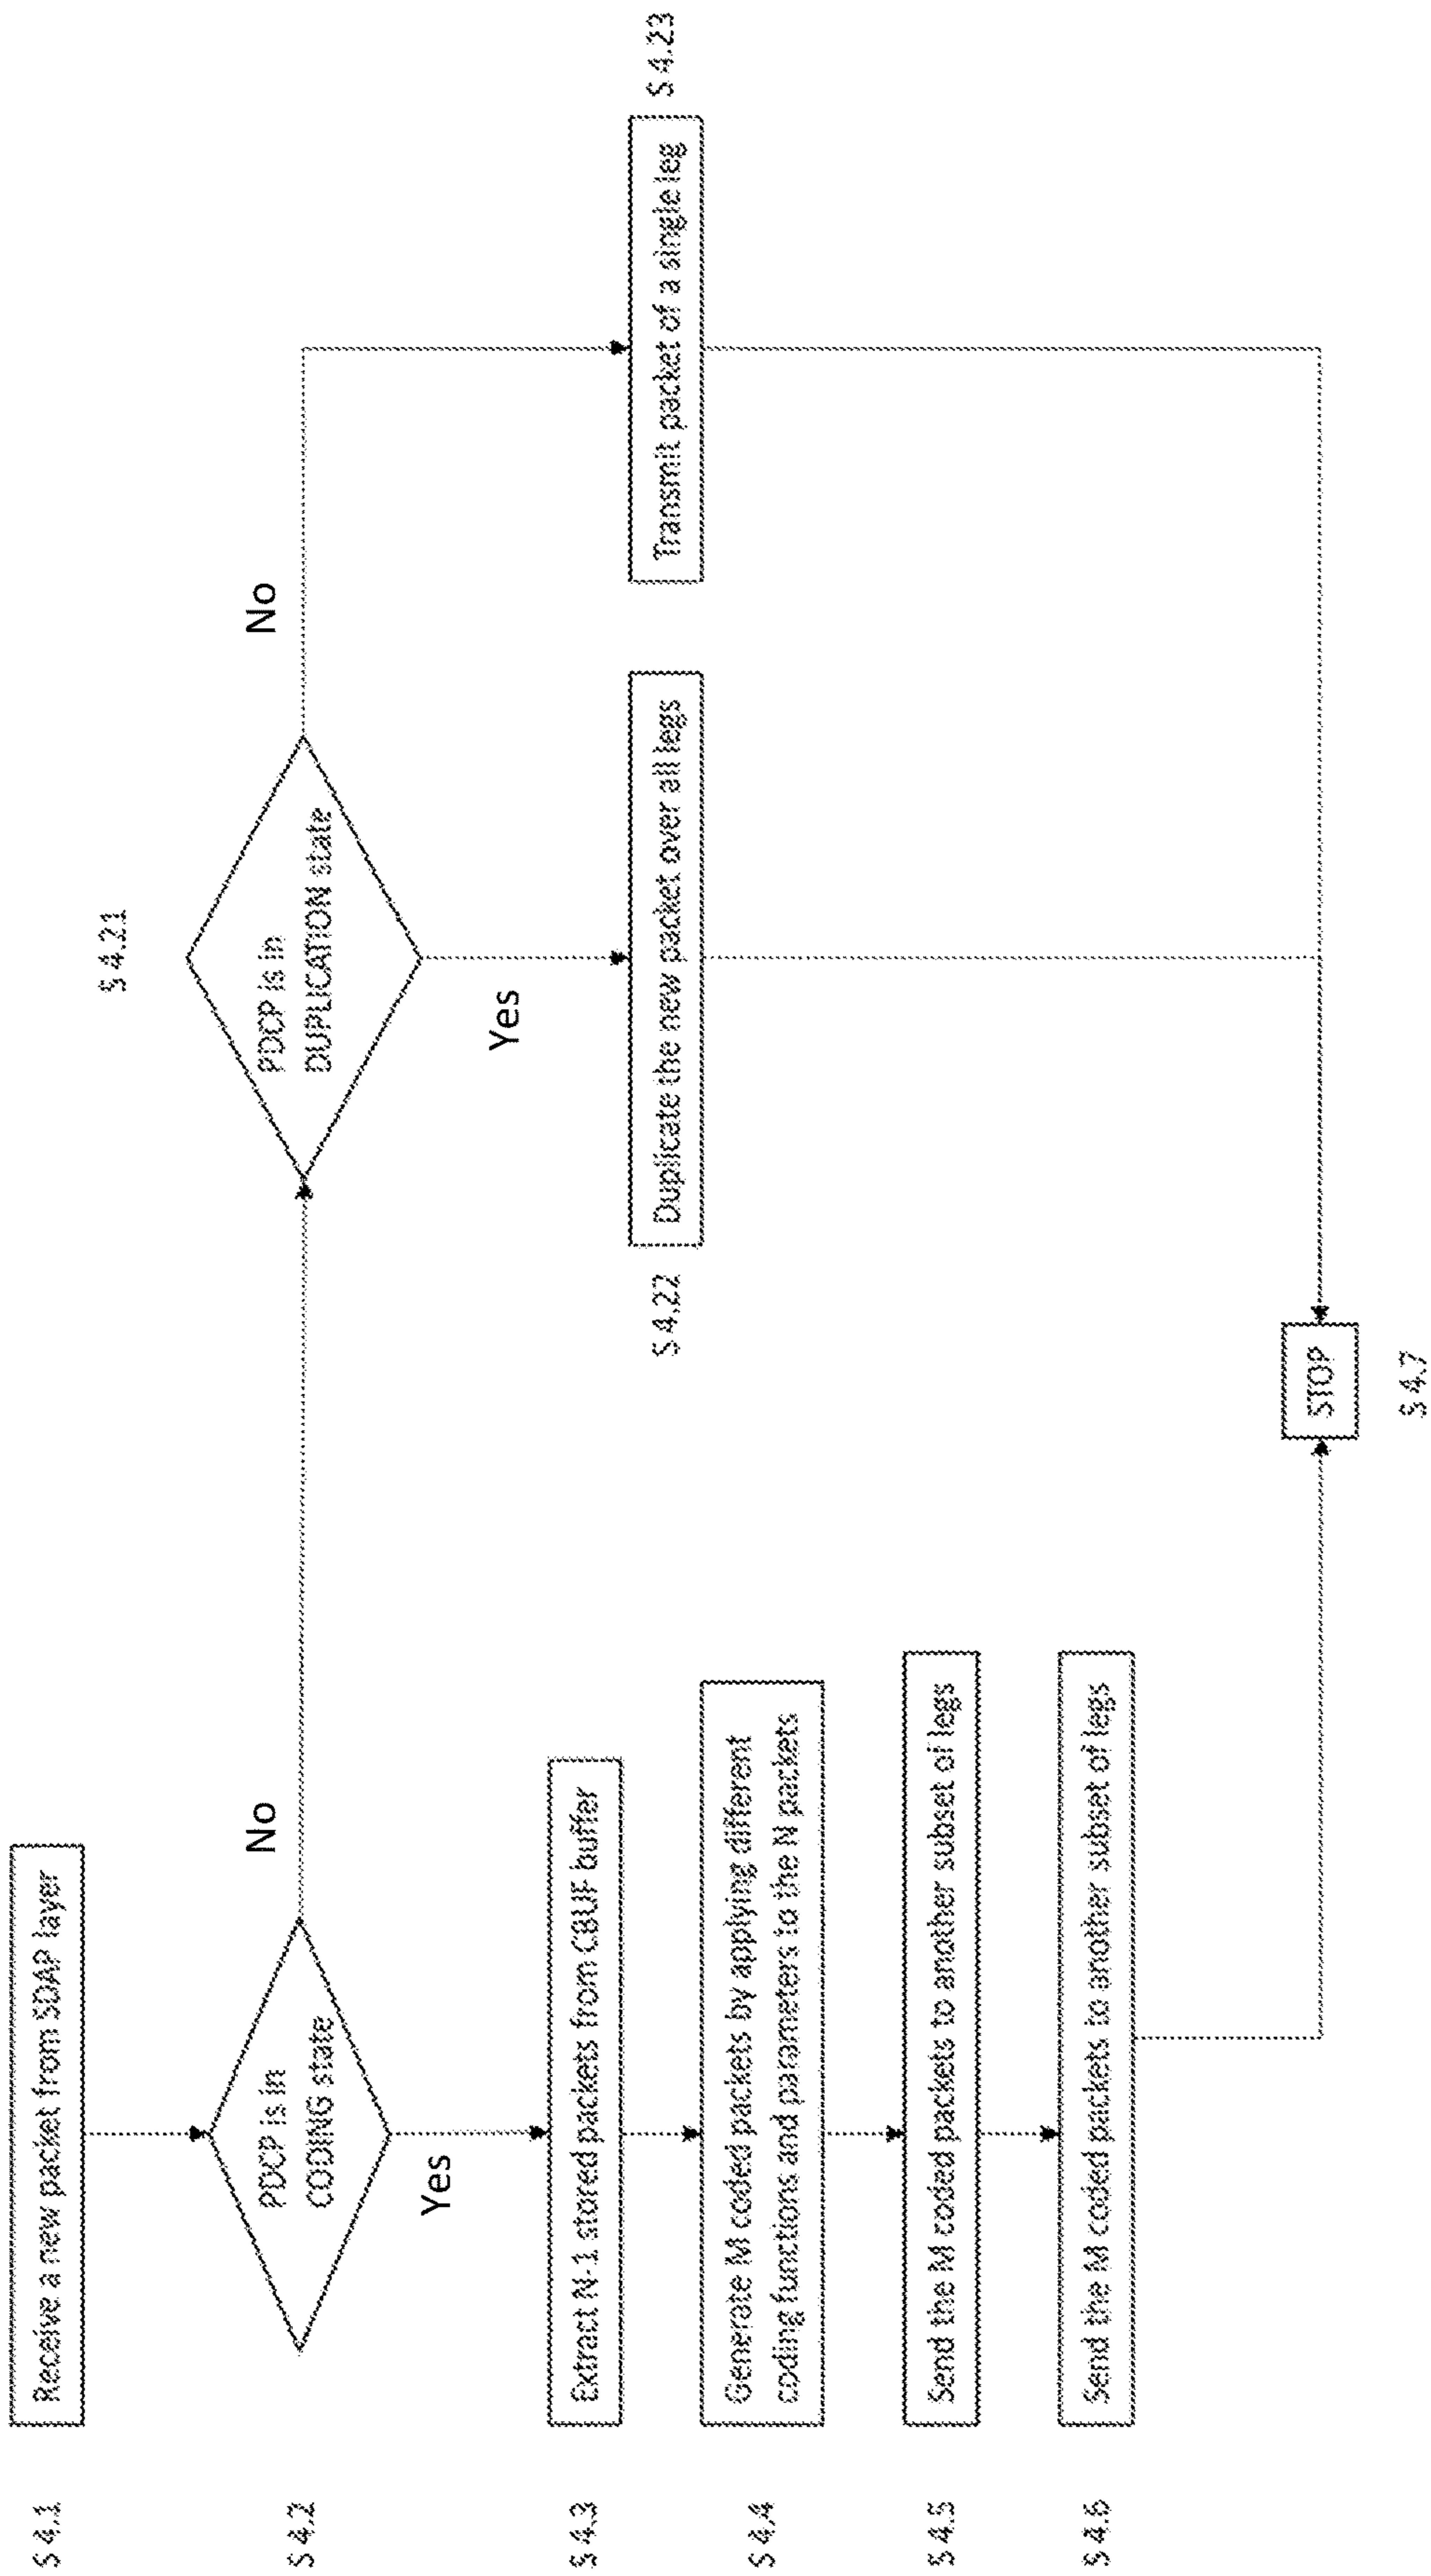 S 4.1
Receive a new packet from SDAP layer
S 4.2
PDCP is in
CODING state
No
Yes
S 4.21
PDCP is in
DUPLICATION state
No
Yes
S 4.3
Extract N-1 stored packets from CBUF buffer
S 4.22
Duplicate the new packet over all legs
Transmit packet of a single leg
S 4.23
S 4.4
Generate M coded packets by applying different
coding functions and parameters to the N packets
S 4.5
Send the M coded packets to another subset of legs
S 4.6
Send the M coded packets to another subset of legs
STOP
S 4.7